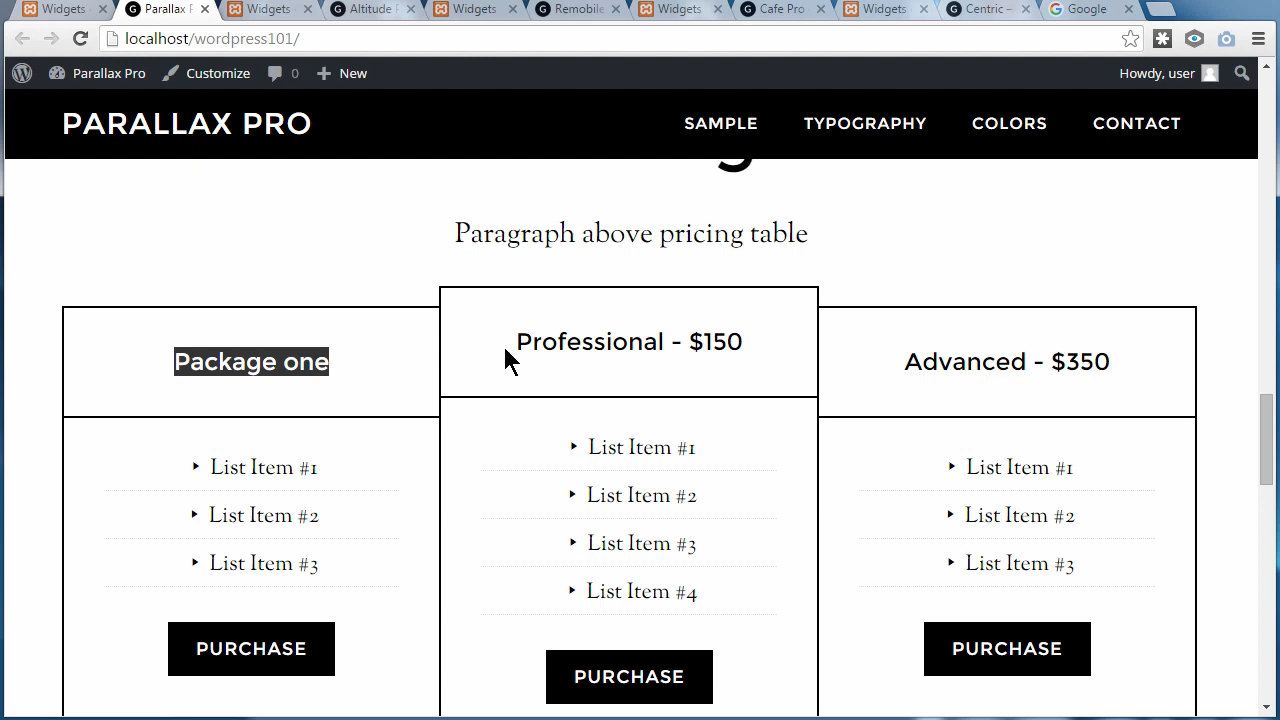 Widgets
Parallax P
Widgets
Altitude P
Widgets
Remobile
Widgets
Cafe Pro
Widgets
Centric –
Google
localhost/wordpress101/
Parallax Pro
Customize
0
New
Howdy, user
PARALLAX PRO
SAMPLE
TYPOGRAPHY
COLORS
CONTACT
Paragraph above pricing table
Package one
Professional - $150
Advanced - $350
List Item #1
List Item #2
List Item #3
PURCHASE
List Item #1
List Item #2
List Item #3
List Item #4
PURCHASE
List Item #1
List Item #2
List Item #3
PURCHASE